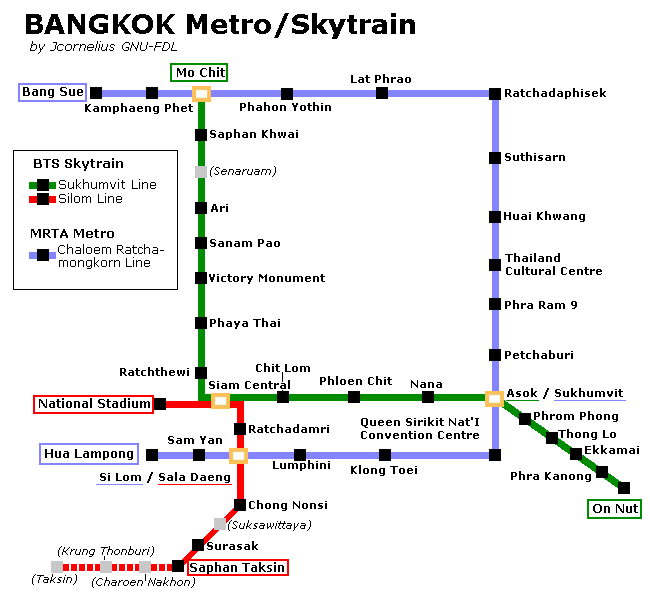 BANGKOK Metro/Skytrain
by Jcornelius GNU-FDL
Mo Chit
Lat Phrao
Bang Sue
Kamphaeng Phet
Phahon Yothin
Ratchadaphisek
Saphan Khwai
(Senaruam)
Suthisarn
BTS Skytrain
Sukhumvit Line
Silom Line
MRTA Metro
Chaloem Ratcha-
mongkorn Line
Ari
Huai Khwang
Sanam Pao
Thailand
Cultural Centre
Victory Monument
Phra Ram 9
Phaya Thai
Petchaburi
Ratchthewi
Chit Lom
Siam Central
Phloen Chit
Nana
Asok / Sukhumvit
National Stadium
Phrom Phong
Ratchadamri
Queen Sirikit Nat'I
Convention Centre
Thong Lo
Sam Yan
Ekkamai
Hua Lampong
Lumphini
Klong Toei
Phra Kanong
Si Lom / Sala Daeng
Chong Nonsi
On Nut
(Suksawittaya)
Surasak
(Krung Thonburi)
Saphan Taksin
(Taksin)
(Charoen Nakhon)